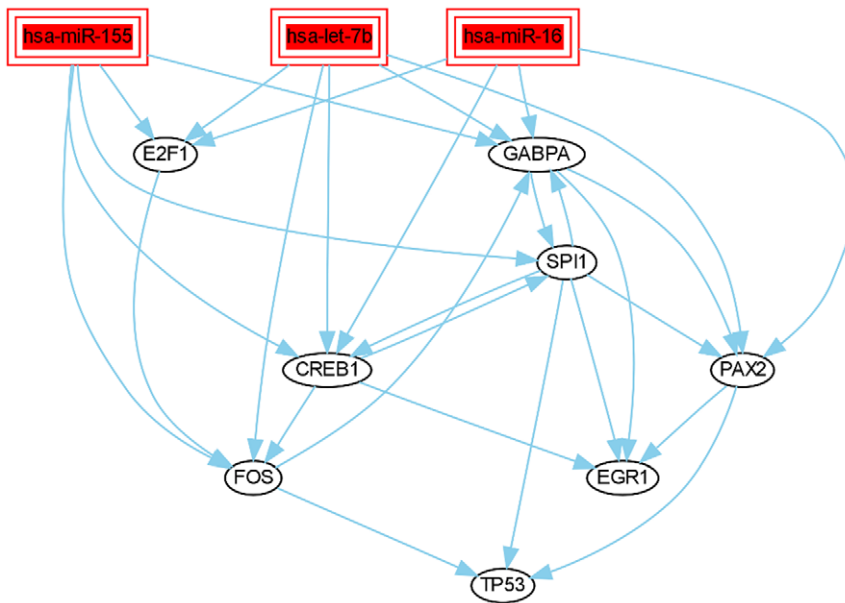 hsa-miR-155
hsa-let-7b
hsa-miR-16
E2F1
GABPA
SPI1
CREB1
PAX2
FOS
EGR1
TP53